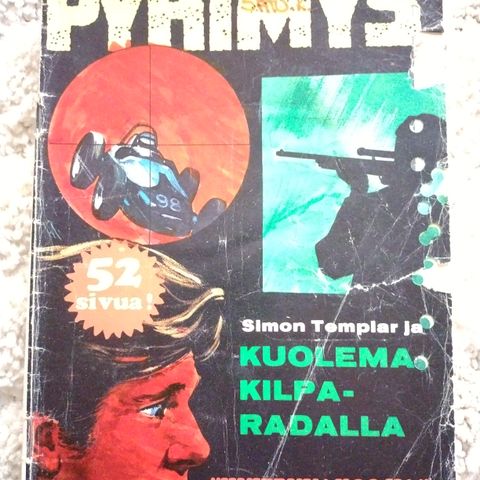 PYHIMYS
98
52
sivua!
Simon Templar ja
KUOLEMA
KILPA-
RADALLA